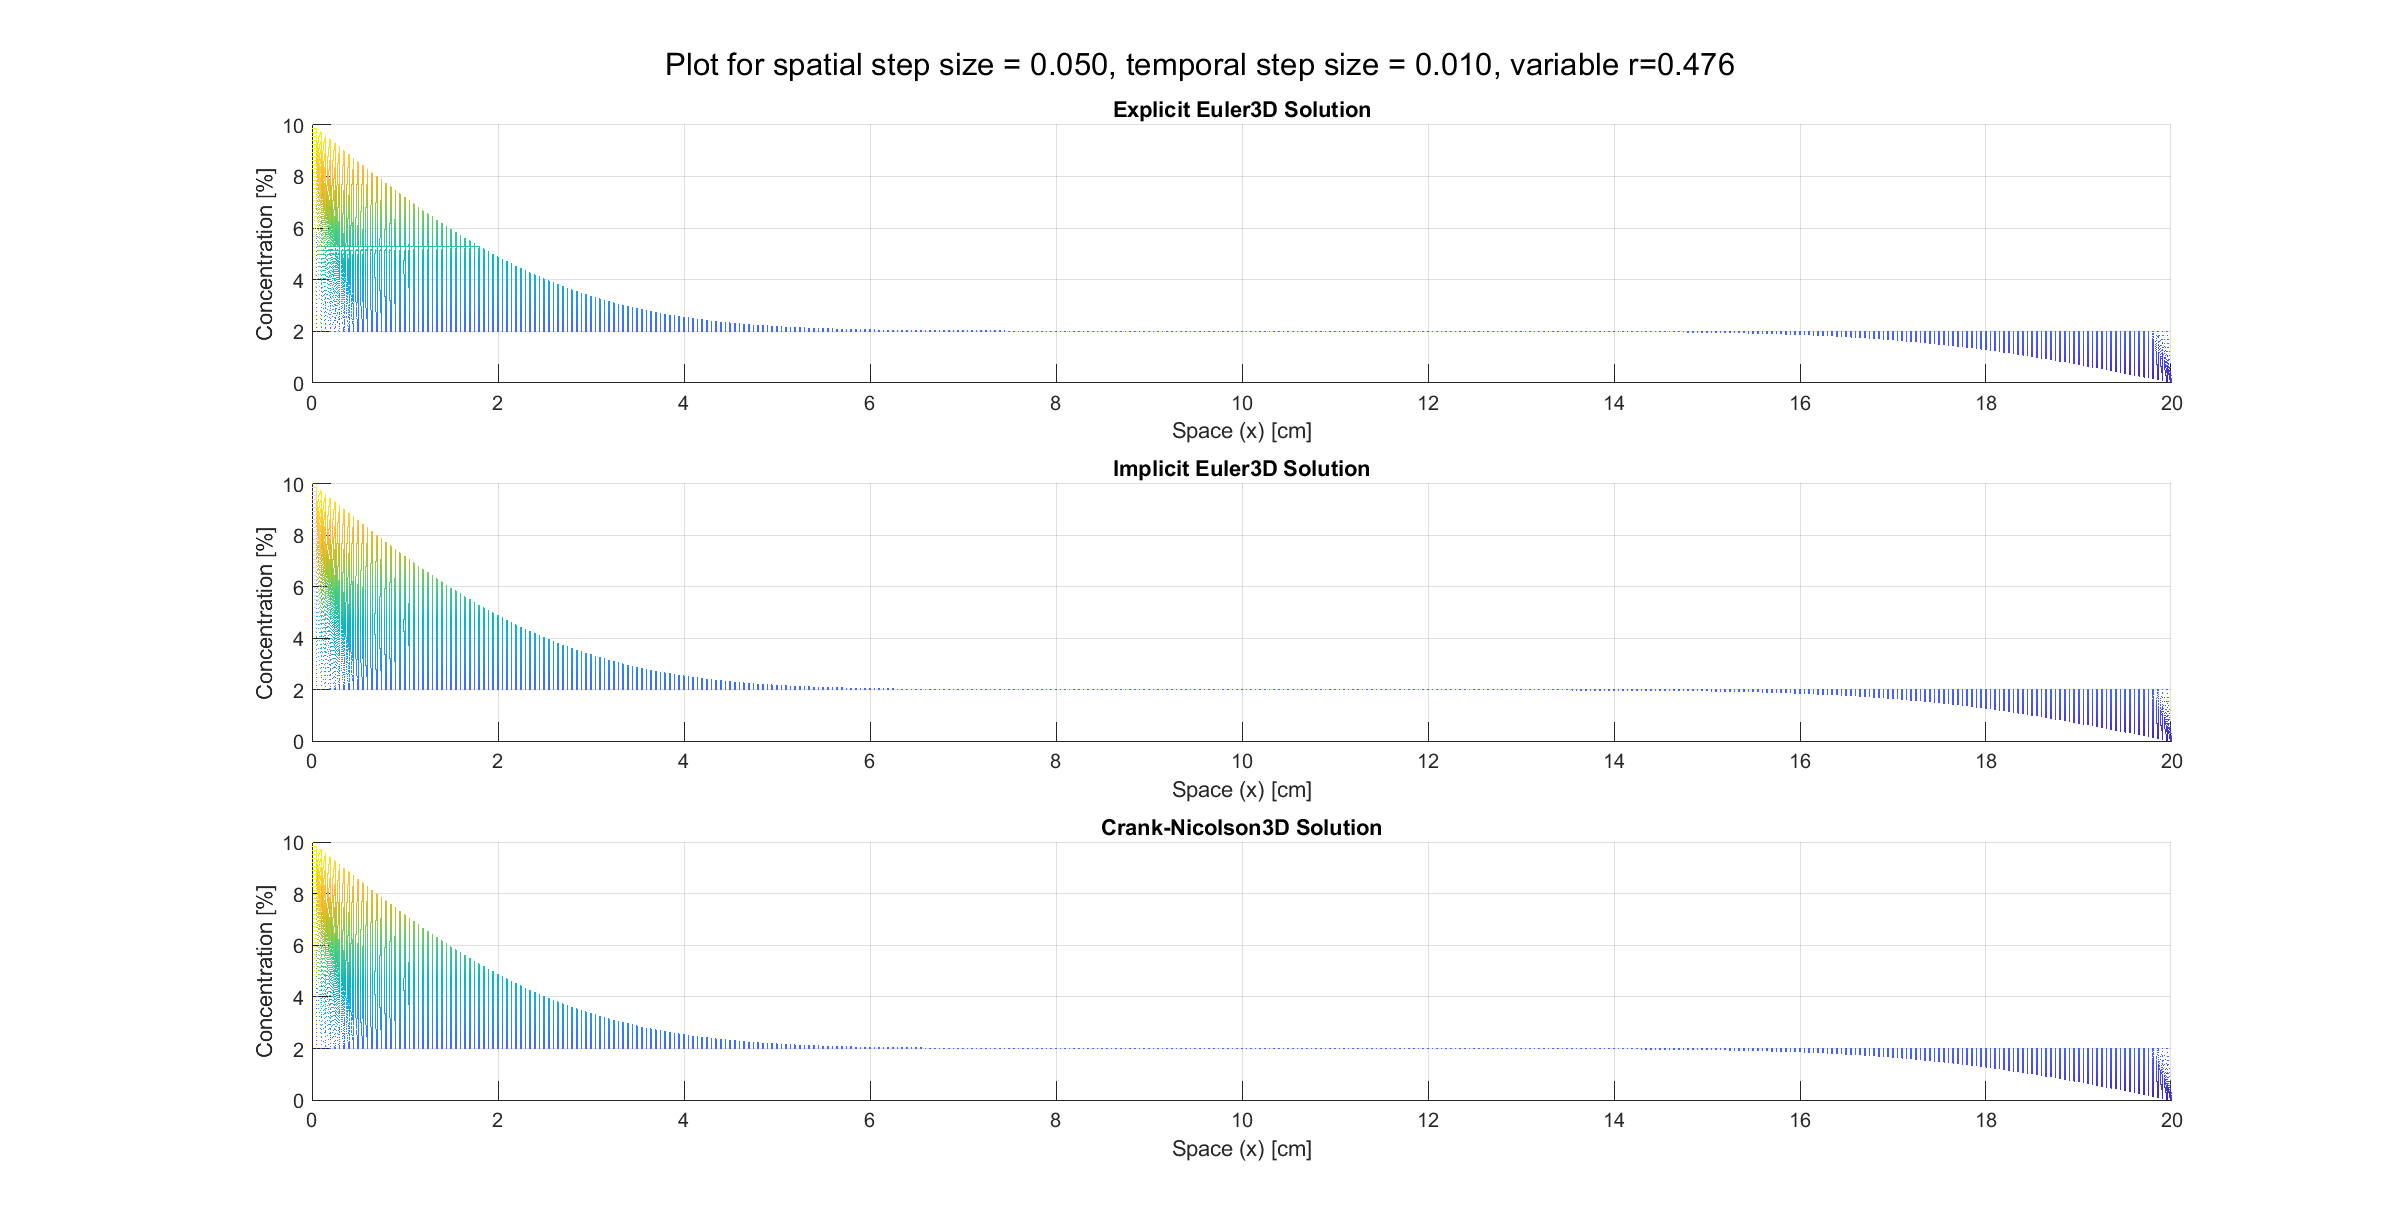 Plot for spatial step size = 0.050, temporal step size = 0.010, variable r=0.476
Explicit Euler3D Solution
Concentration [%]
10
8
6
4
2
0
0 2 4 6 8 10 12 14 16 18 20
Space (x) [cm]
Implicit Euler3D Solution
Concentration [%]
10
8
6
4
2
0
0 2 4 6 8 10 12 14 16 18 20
Space (x) [cm]
Crank-Nicolson3D Solution
Concentration [%]
10
8
6
4
2
0
0 2 4 6 8 10 12 14 16 18 20
Space (x) [cm]